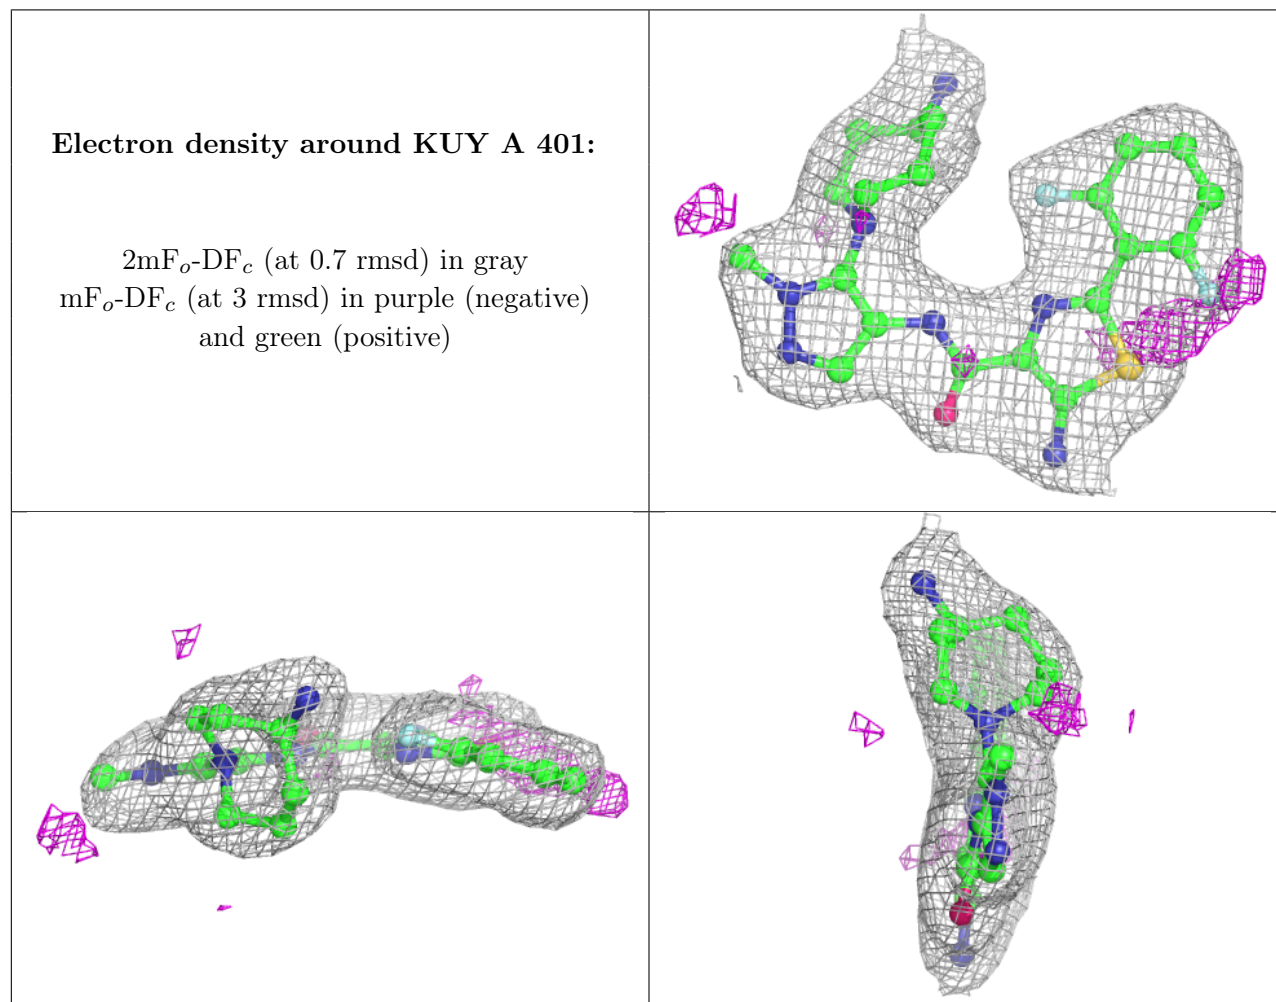 Electron density around KUY A 401:
2mFo-DFc (at 0.7 rmsd) in gray
mFo-DFc (at 3 rmsd) in purple (negative)
and green (positive)